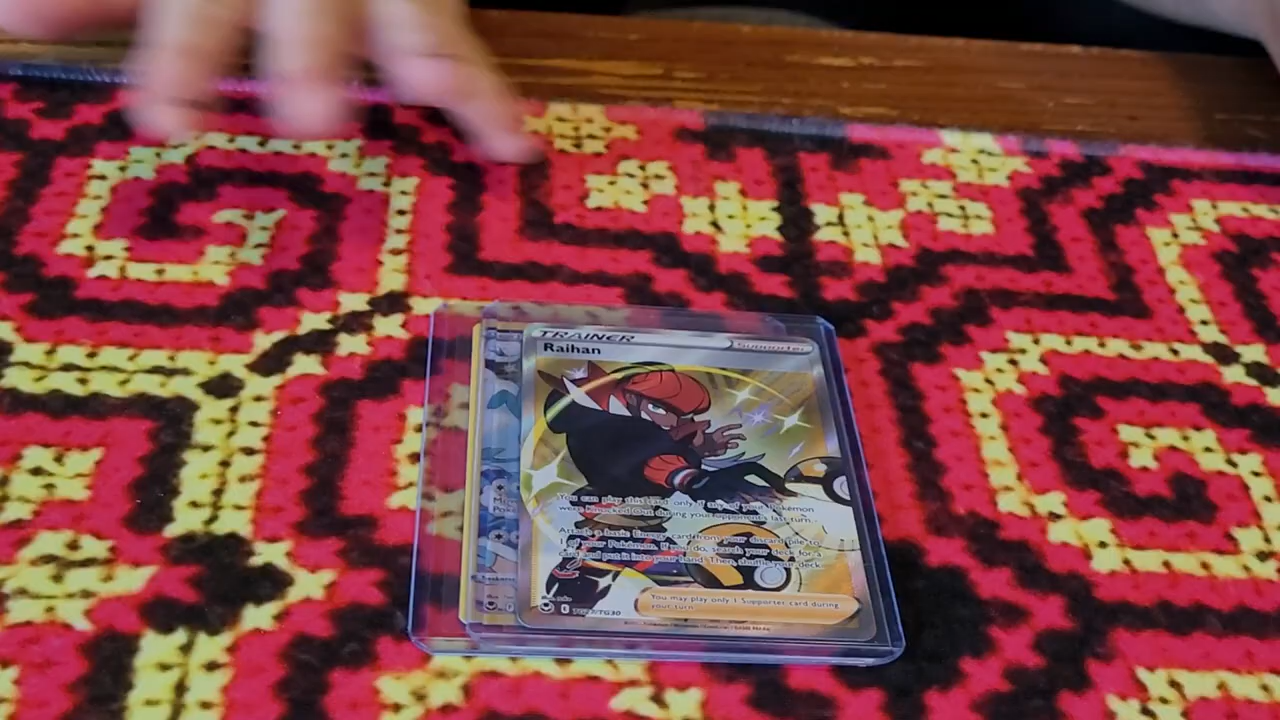 TRAINER
Supporter
Raihan
You can play this card only if any of your Pokémon
were Knocked Out during your opponent's last turn.
Attach a basic Energy card from your discard pile to
1 of your Pokémon. If you do, search your deck for a
card and put it into your hand. Then, shuffle your deck.
You may play only 1 Supporter card during
your turn
TG27/TG30